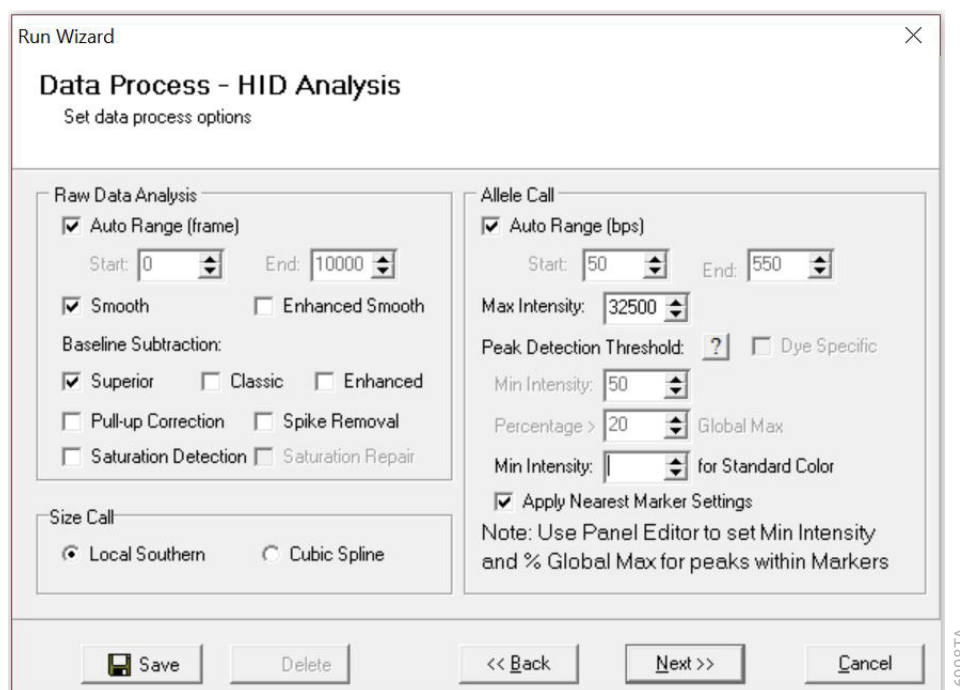 Run Wizard
Data Process - HID Analysis
Set data process options
Raw Data Analysis
Auto Range (frame)
Start: 0 End: 10000
Smooth Enhanced Smooth
Baseline Subtraction:
Superior Classic Enhanced
Pull-up Correction Spike Removal
Saturation Detection Saturation Repair
Size Call
Local Southern Cubic Spline
Allele Call
Auto Range (bps)
Start: 50 End: 550
Max Intensity: 32500
Peak Detection Threshold: ? Dye Specific
Min Intensity: 50
Percentage > 20 Global Max
Min Intensity: for Standard Color
Apply Nearest Marker Settings
Note: Use Panel Editor to set Min Intensity
and % Global Max for peaks within Markers
Save Delete << Back Next >> Cancel